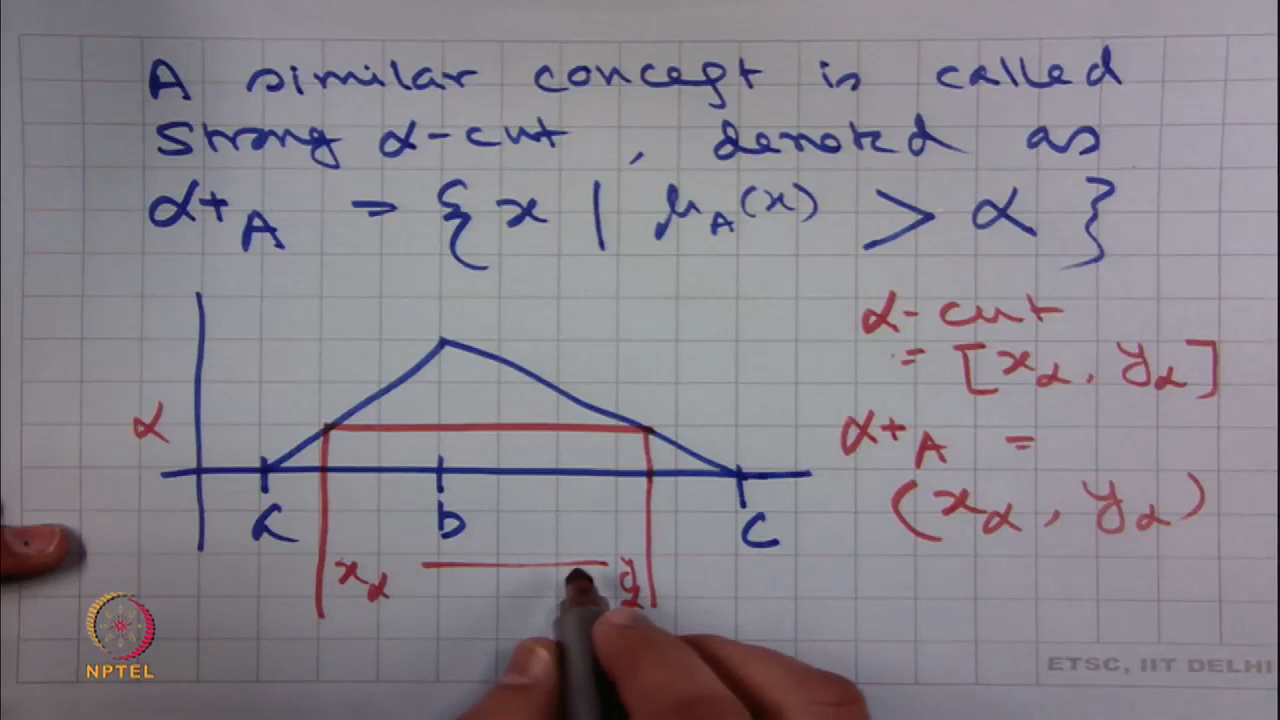 A similar concept is called
Strong α-cut, denoted as
α+A = {x | μA(x) > α}
α-cut
= [xα, yα]
α+A =
(xα, yα)
α
a b c
xα yα
NPTEL
ETSC, IIT DELHI